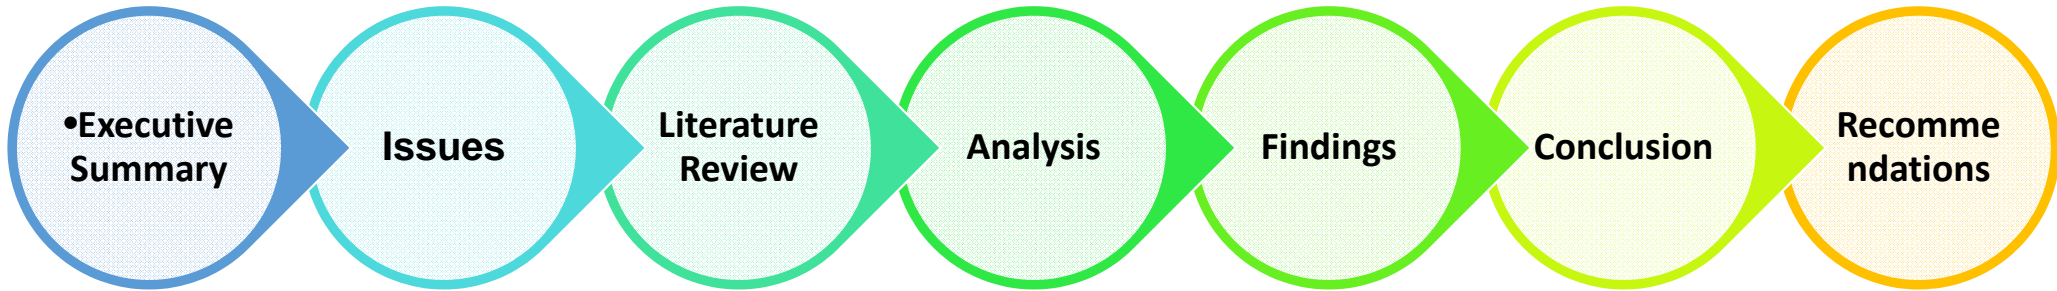 •Executive
Summary
Issues
Literature
Review
Analysis
Findings
Conclusion
Recomme
ndations